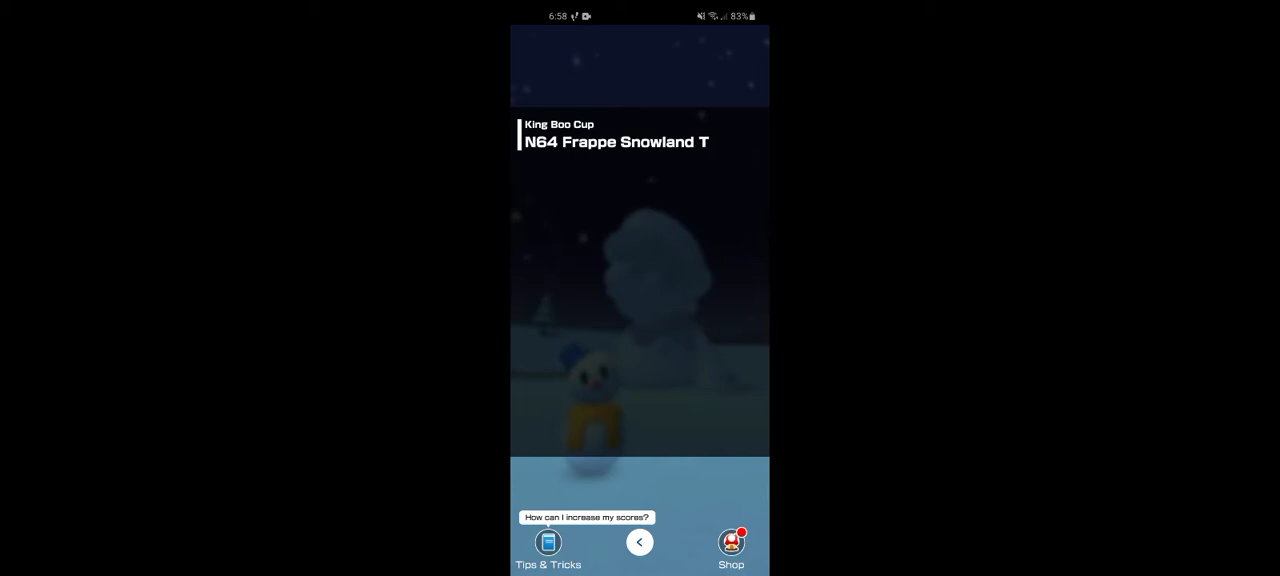 6:58 83%
King Boo Cup
N64 Frappe Snowland T
How can I increase my scores?
Tips & Tricks
Shop